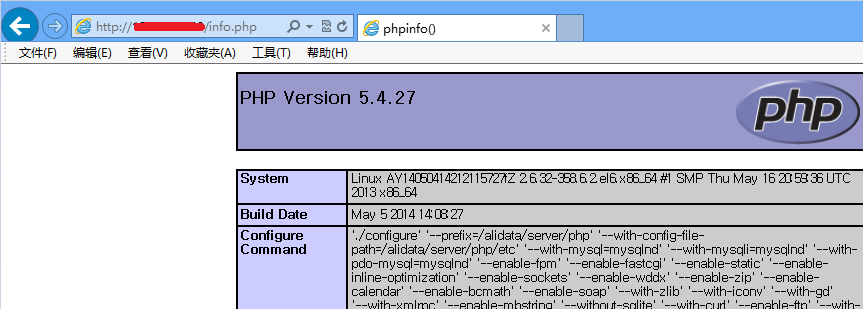 http:// /info.php
phpinfo()
文件(F) 编辑(E) 查看(V) 收藏夹(A) 工具(T) 帮助(H)
PHP Version 5.4.27
php
System Linux AY14050414212115727fZ 2.6.32-358.6.2.el6.x86_64 #1 SMP Thu May 16 20:59:36 UTC
2013 x86_64
Build Date May 5 2014 14:08:27
Configure './configure' '--prefix=/alidata/server/php' '--with-config-file-
Command path=/alidata/server/php/etc' '--with-mysql=mysqlnd' '--with-mysqli=mysqlnd' '--with-
pdo-mysql=mysqlnd' '--enable-fpm' '--enable-fastcgi' '--enable-static' '--enable-
inline-optimization' '--enable-sockets' '--enable-wddx' '--enable-zip' '--enable-
calendar' '--enable-bcmath' '--enable-soap' '--with-zlib' '--with-iconv' '--with-gd'
'--with-xmlrpc' '--enable-mbstring' '--without-sqlite' '--with-curl' '--enable-ftp' '--with-